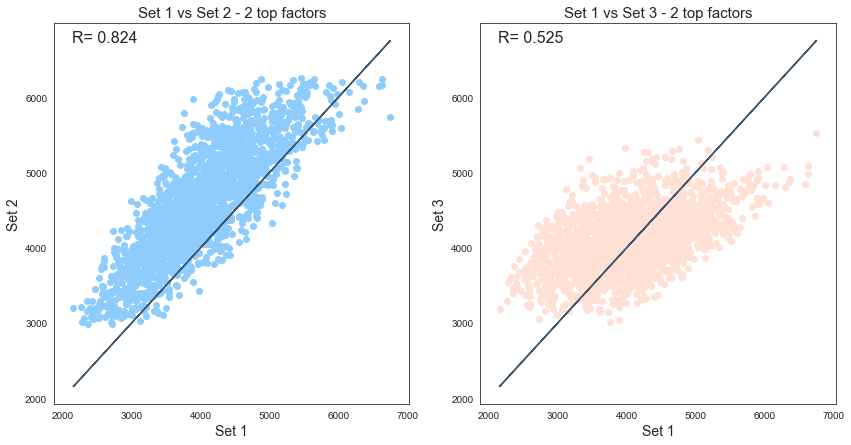 Set 1 vs Set 2 - 2 top factors
R= 0.824
6000
5000
4000
3000
2000
Set 2
2000 3000 4000 5000 6000 7000
Set 1
Set 1 vs Set 3 - 2 top factors
R= 0.525
6000
5000
4000
3000
2000
Set 3
2000 3000 4000 5000 6000 7000
Set 1